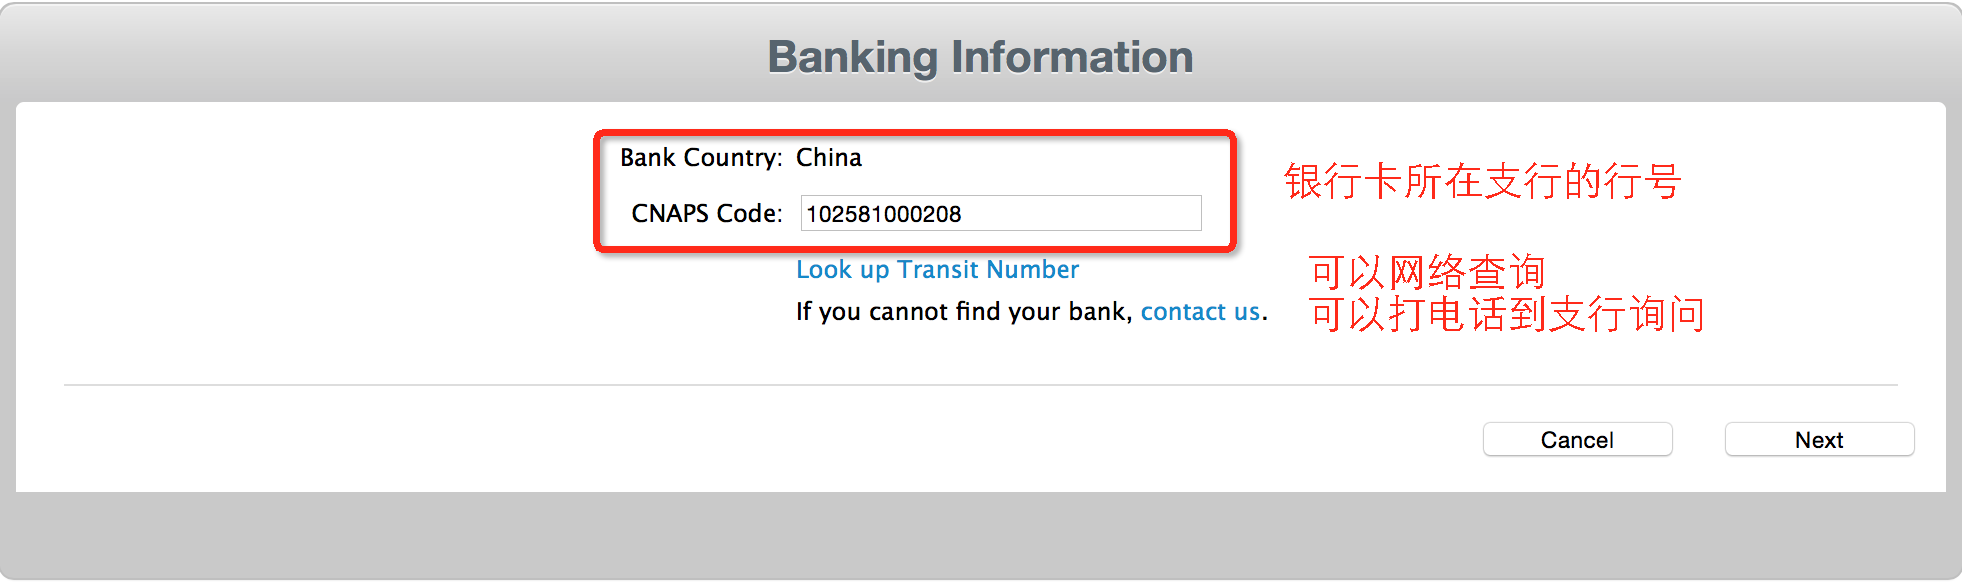 Banking Information
Bank Country: China
银行卡所在支行的行号
CNAPS Code: 102581000208
Look up Transit Number
可以网络查询
If you cannot find your bank, contact us.
可以打电话到支行询问
Cancel
Next